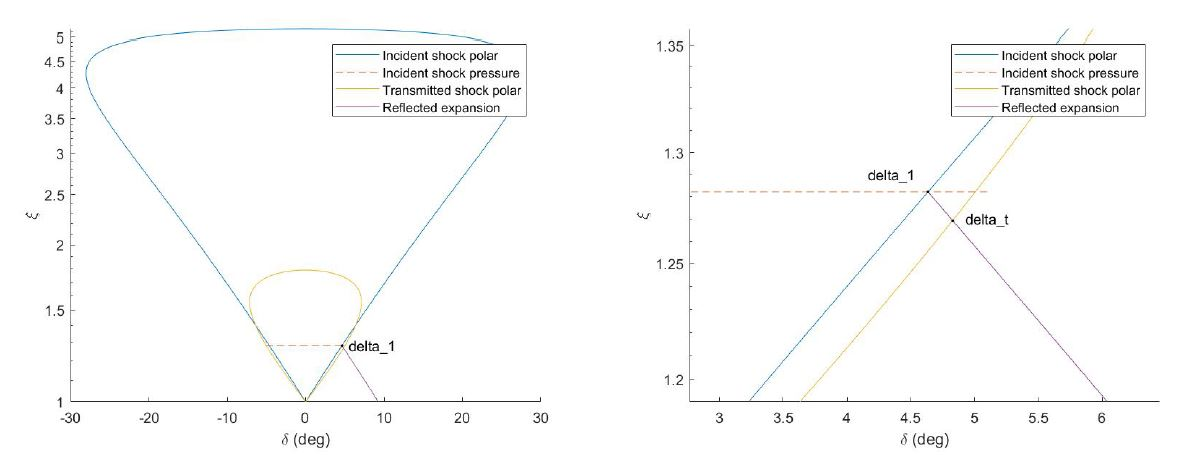 5
4.5
4
3.5
3
2.5
2
1.5
1
ξ
-30 -20 -10 0 10 20 30
δ (deg)
Incident shock polar
Incident shock pressure
Transmitted shock polar
Reflected expansion
delta_1
1.35
1.3
1.25
1.2
ξ
3 3.5 4 4.5 5 5.5 6
δ (deg)
Incident shock polar
Incident shock pressure
Transmitted shock polar
Reflected expansion
delta_1
delta_t